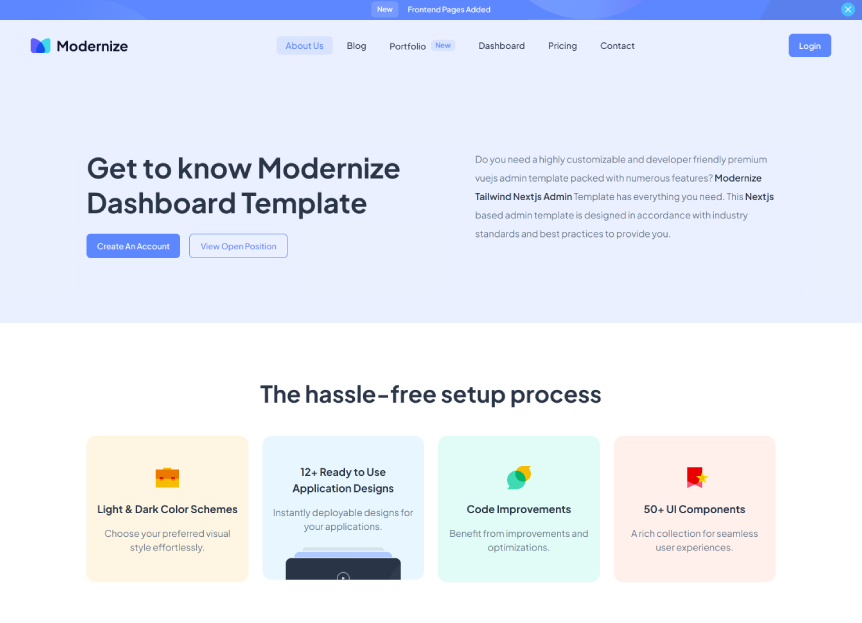 New Frontend Pages Added
Modernize About Us Blog Portfolio New Dashboard Pricing Contact Login
Get to know Modernize
Dashboard Template
Create An Account View Open Position
Do you need a highly customizable and developer friendly premium
vuejs admin template packed with numerous features? Modernize
Tailwind Nextjs Admin Template has everything you need. This Nextjs
based admin template is designed in accordance with industry
standards and best practices to provide you.
The hassle-free setup process
Light & Dark Color Schemes
Choose your preferred visual
style effortlessly.
12+ Ready to Use
Application Designs
Instantly deployable designs for
your applications.
Code Improvements
Benefit from improvements and
optimizations.
50+ UI Components
A rich collection for seamless
user experiences.